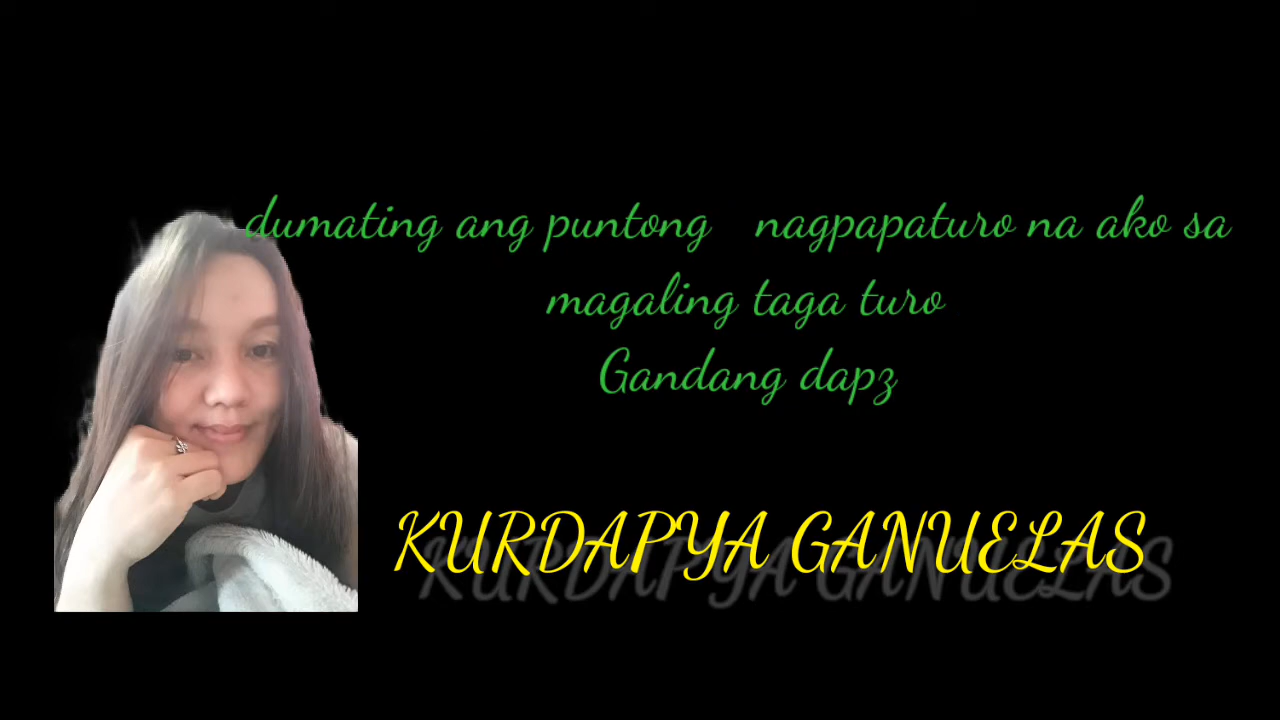 dumating ang puntong nagpapaturo na ako sa
magaling taga turo
Gandang dapz
KURDAPYA GANUELAS